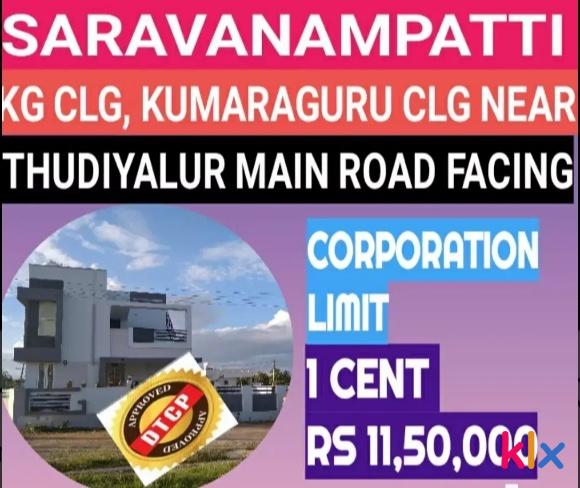 SARAVANAMPATTI
KG CLG, KUMARAGURU CLG NEAR
THUDIYALUR MAIN ROAD FACING
CORPORATION
LIMIT
1 CENT
RS 11,50,000
APPROVED
DTCP
APPROVED
klx